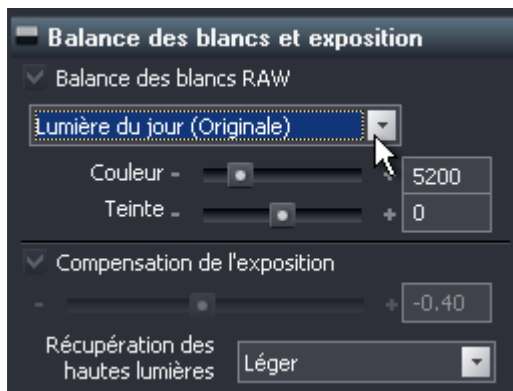 Balance des blancs et exposition
Balance des blancs RAW
Lumière du jour (Originale)
Couleur - + 5200
Teinte - + 0
Compensation de l'exposition
- + -0.40
Récupération des
hautes lumières
Léger